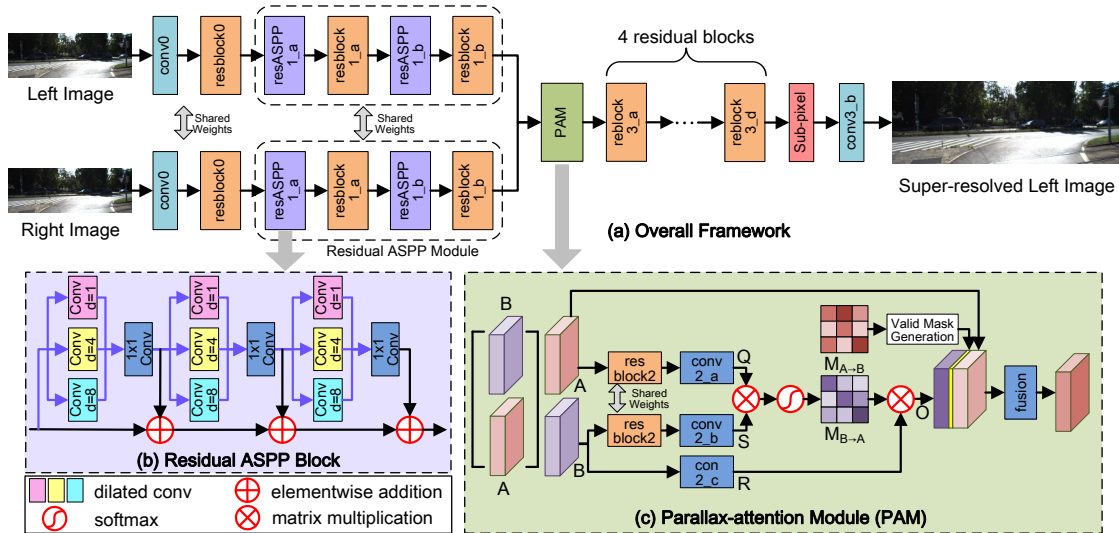 Left Image
conv0
resblock0
resASPP
1_a
resblock
1_a
resASPP
1_b
resblock
1_b
Shared
Weights
Shared
Weights
Right Image
conv0
resblock0
resASPP
1_a
resblock
1_a
resASPP
1_b
resblock
1_b
Residual ASPP Module
PAM
4 residual blocks
reblock
3_a
reblock
3_d
Sub-pixel
conv3_b
Super-resolved Left Image
(a) Overall Framework
Conv
d=1
Conv
d=4
Conv
d=8
1x1
Conv
Conv
d=1
Conv
d=4
Conv
d=8
1x1
Conv
Conv
d=1
Conv
d=4
Conv
d=8
1x1
Conv
(b) Residual ASPP Block
dilated conv
elementwise addition
softmax
matrix multiplication
B
A
A
B
res
block2
conv
2_a
Q
Shared
Weights
res
block2
conv
2_b
S
con
2_c
R
M A→B
Valid Mask
Generation
M B→A
O
fusion
(c) Parallax-attention Module (PAM)